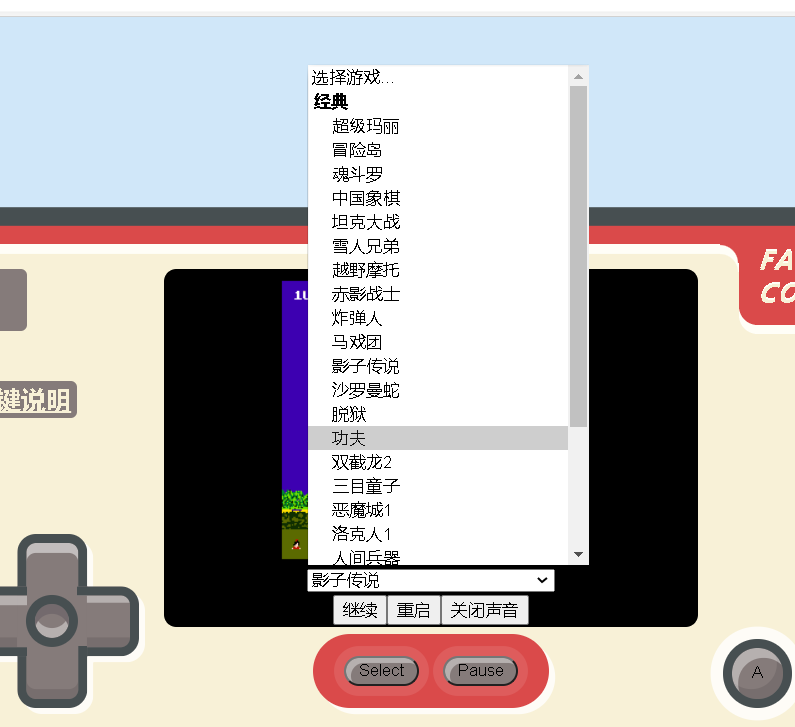 选择游戏...
经典
超级玛丽
冒险岛
魂斗罗
中国象棋
坦克大战
雪人兄弟
越野摩托
赤影战士
炸弹人
马戏团
影子传说
沙罗曼蛇
脱狱
功夫
双截龙2
三目童子
恶魔城1
洛克人1
人间兵器
影子传说
继续 重启 关闭声音
Select Pause
A
FA
CO
键说明
1U